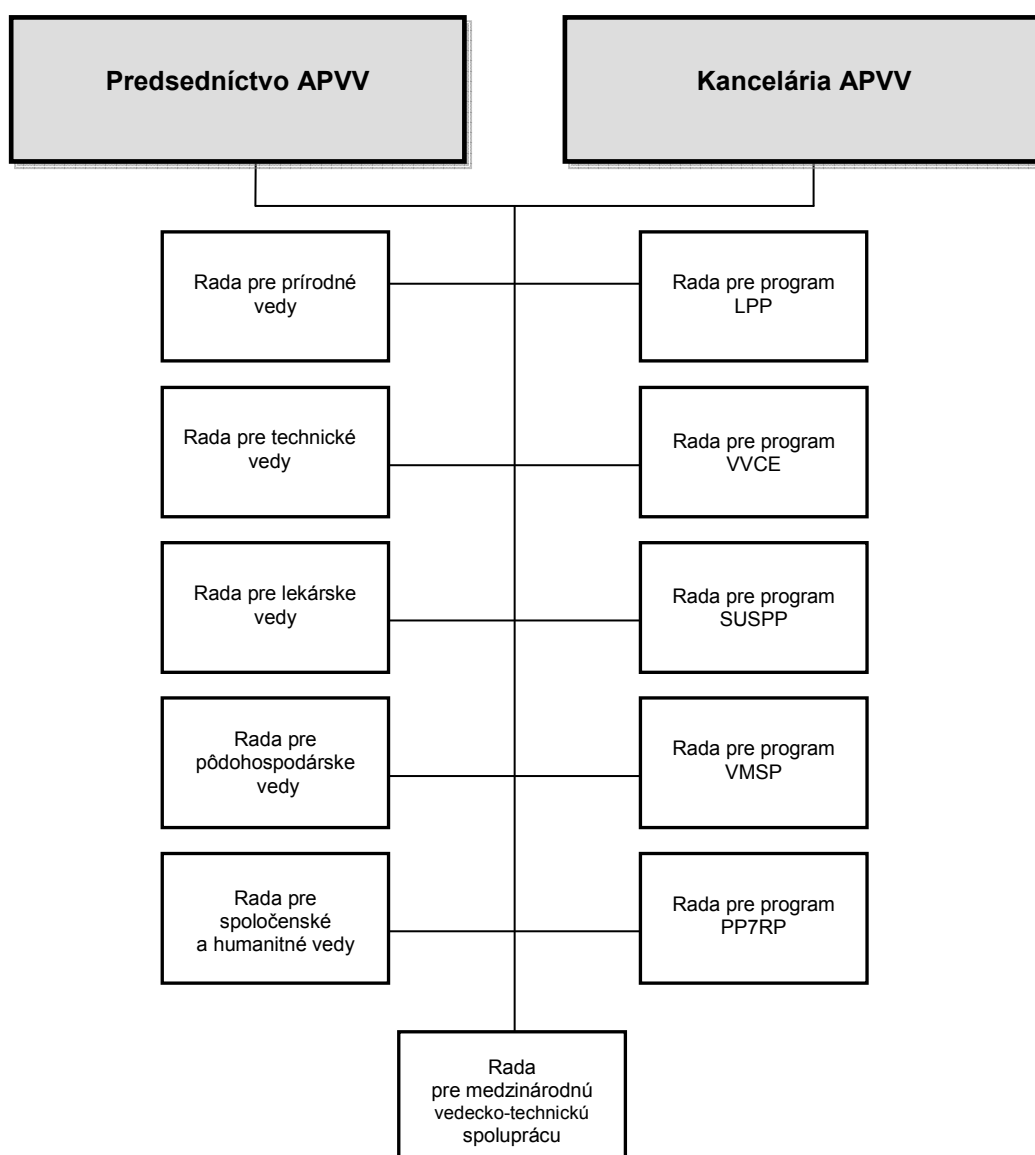 Predsedníctvo APVV
Kancelária APVV
Rada pre prírodné
vedy
Rada pre program
LPP
Rada pre technické
vedy
Rada pre program
VVCE
Rada pre lekárske
vedy
Rada pre program
SUSPP
Rada pre
pôdohospodárske
vedy
Rada pre program
VMSP
Rada pre
spoločenské
a humanitné vedy
Rada pre program
PP7RP
Rada
pre medzinárodnú
vedecko-technickú
spoluprácu